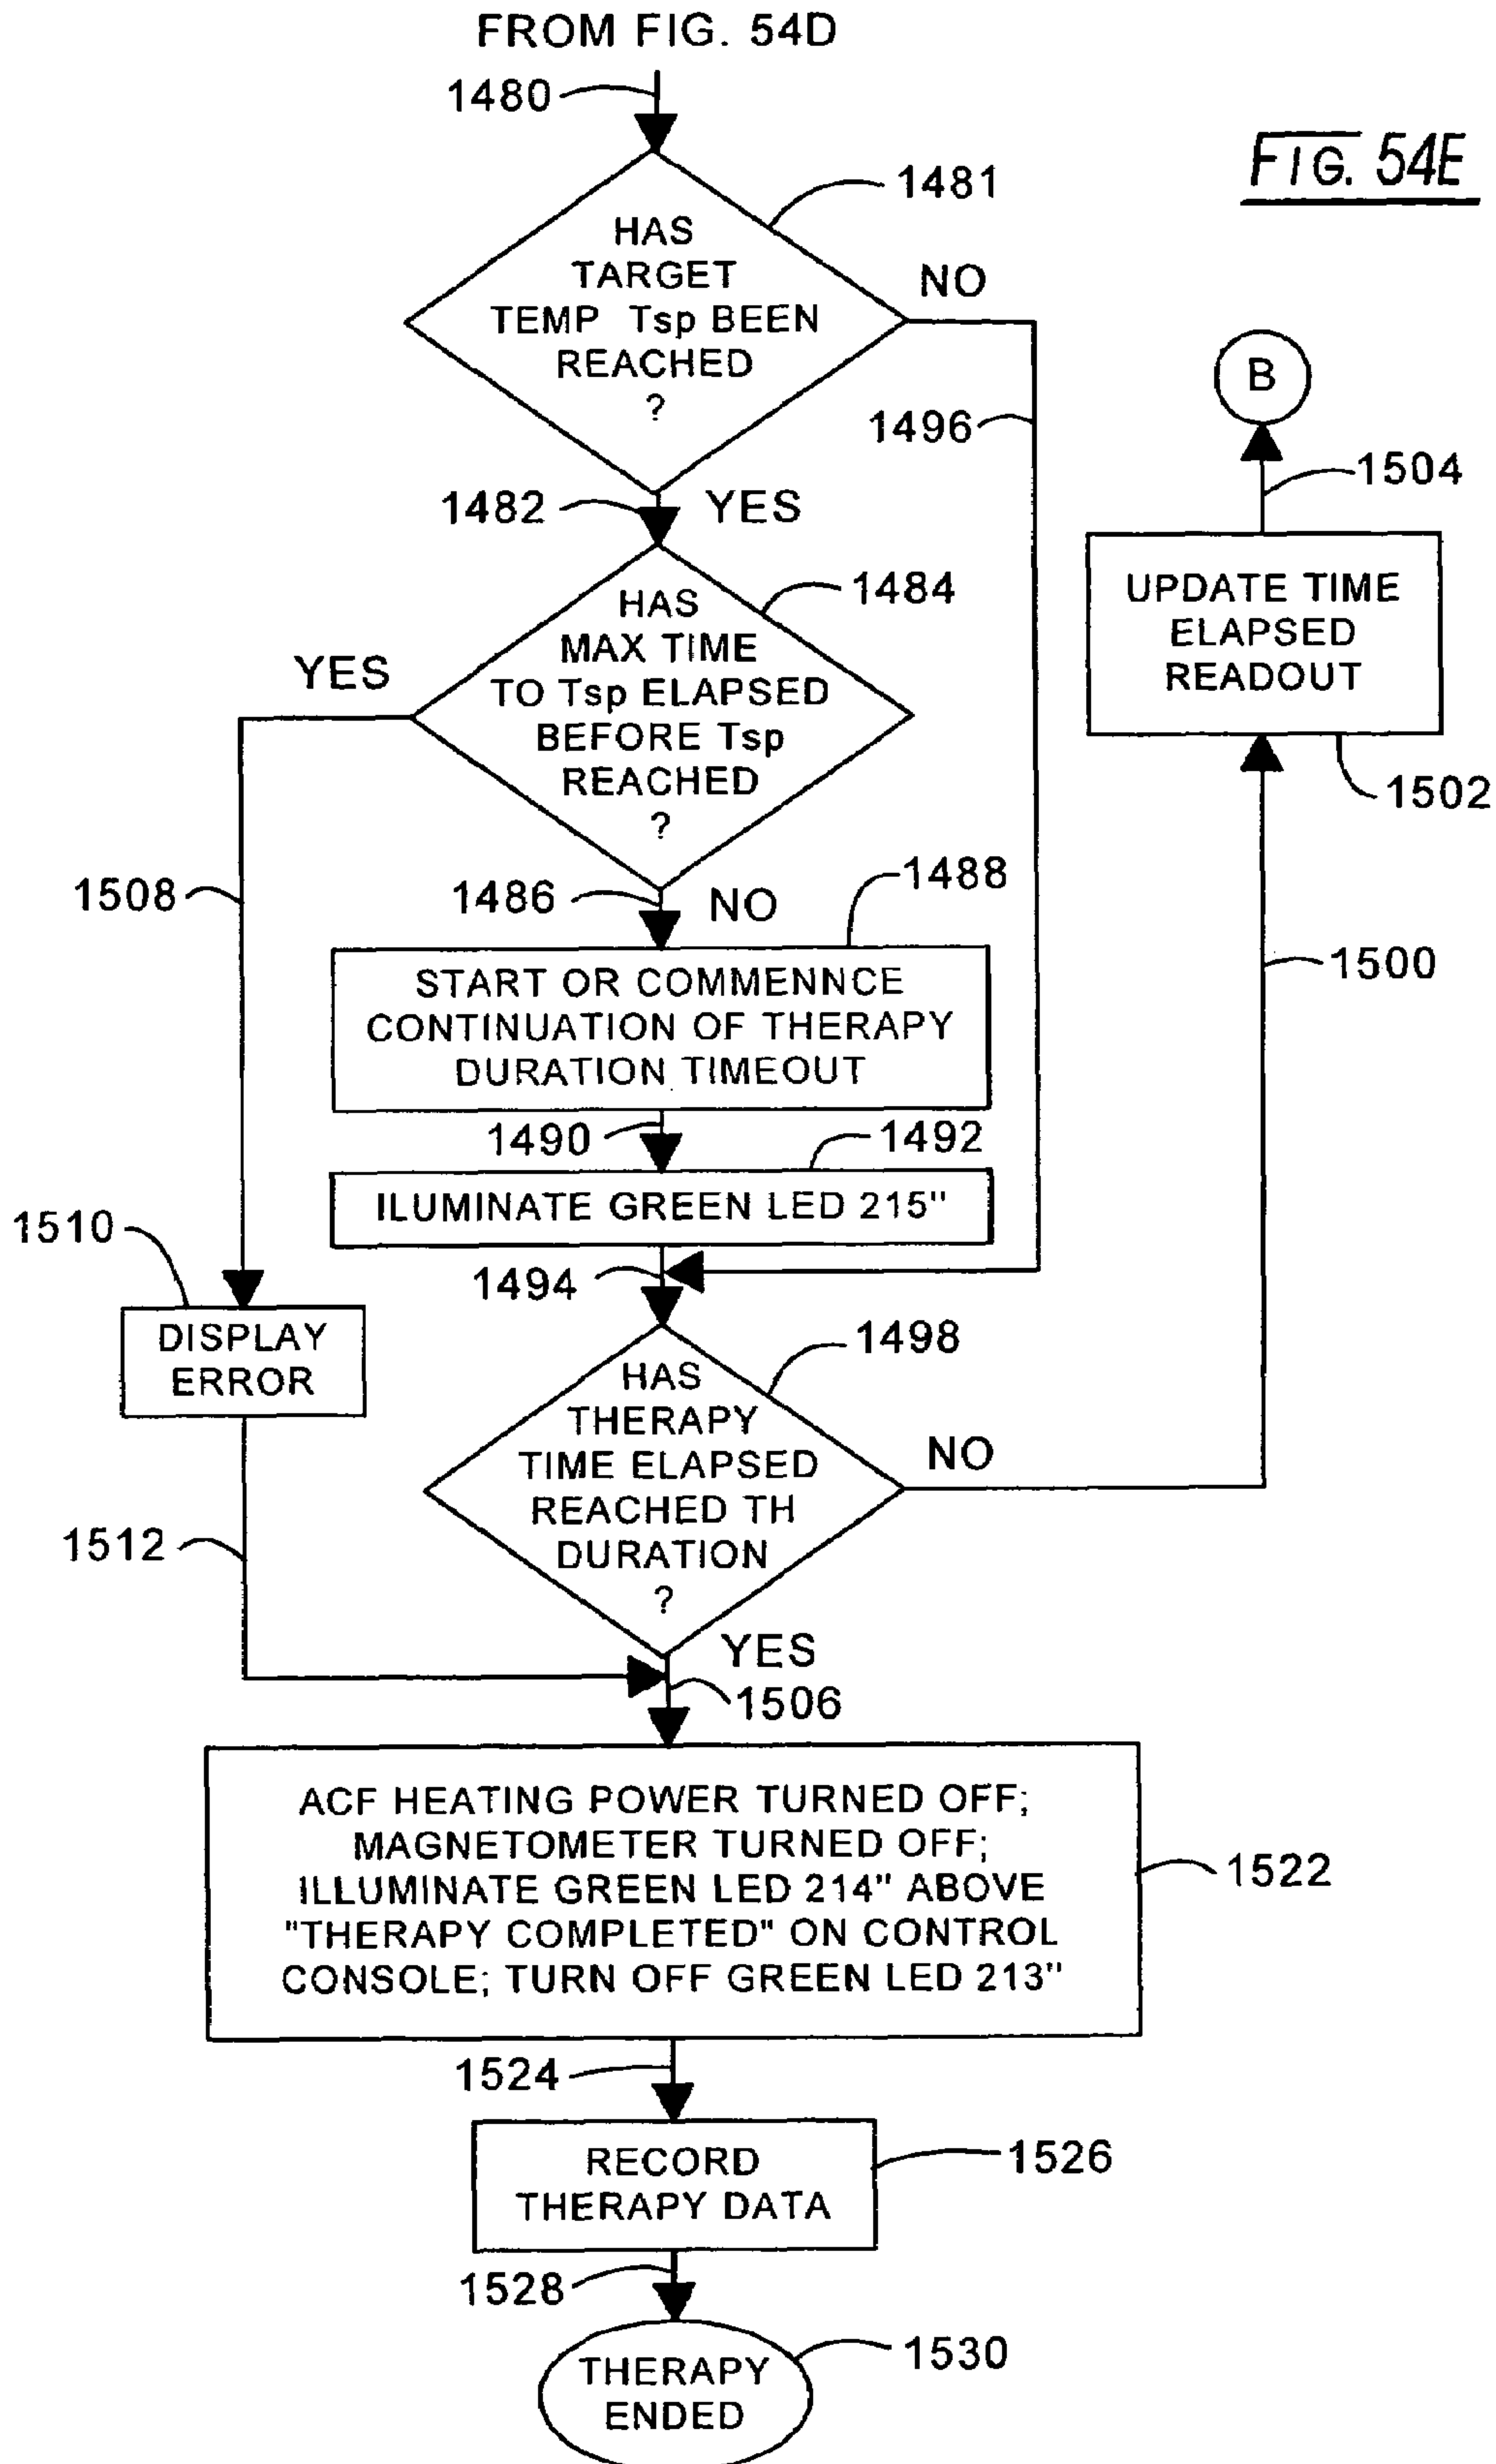 FROM FIG. 54D
1480
FIG. 54E
1481
HAS
TARGET
TEMP Tsp BEEN
REACHED
?
NO
1496
B
1504
1482
YES
UPDATE TIME
ELAPSED
READOUT
1502
1484
HAS
MAX TIME
TO Tsp ELAPSED
BEFORE Tsp
REACHED
?
YES
1508
1486
NO
1488
1500
START OR COMMENNCE
CONTINUATION OF THERAPY
DURATION TIMEOUT
1490
1492
ILUMINATE GREEN LED 215"
1510
1494
DISPLAY
ERROR
1498
HAS
THERAPY
TIME ELAPSED
REACHED TH
DURATION
?
NO
1512
YES
1506
ACF HEATING POWER TURNED OFF;
MAGNETOMETER TURNED OFF;
ILLUMINATE GREEN LED 214" ABOVE
"THERAPY COMPLETED" ON CONTROL
CONSOLE; TURN OFF GREEN LED 213"
1522
1524
RECORD
THERAPY DATA
1526
1528
THERAPY
ENDED
1530